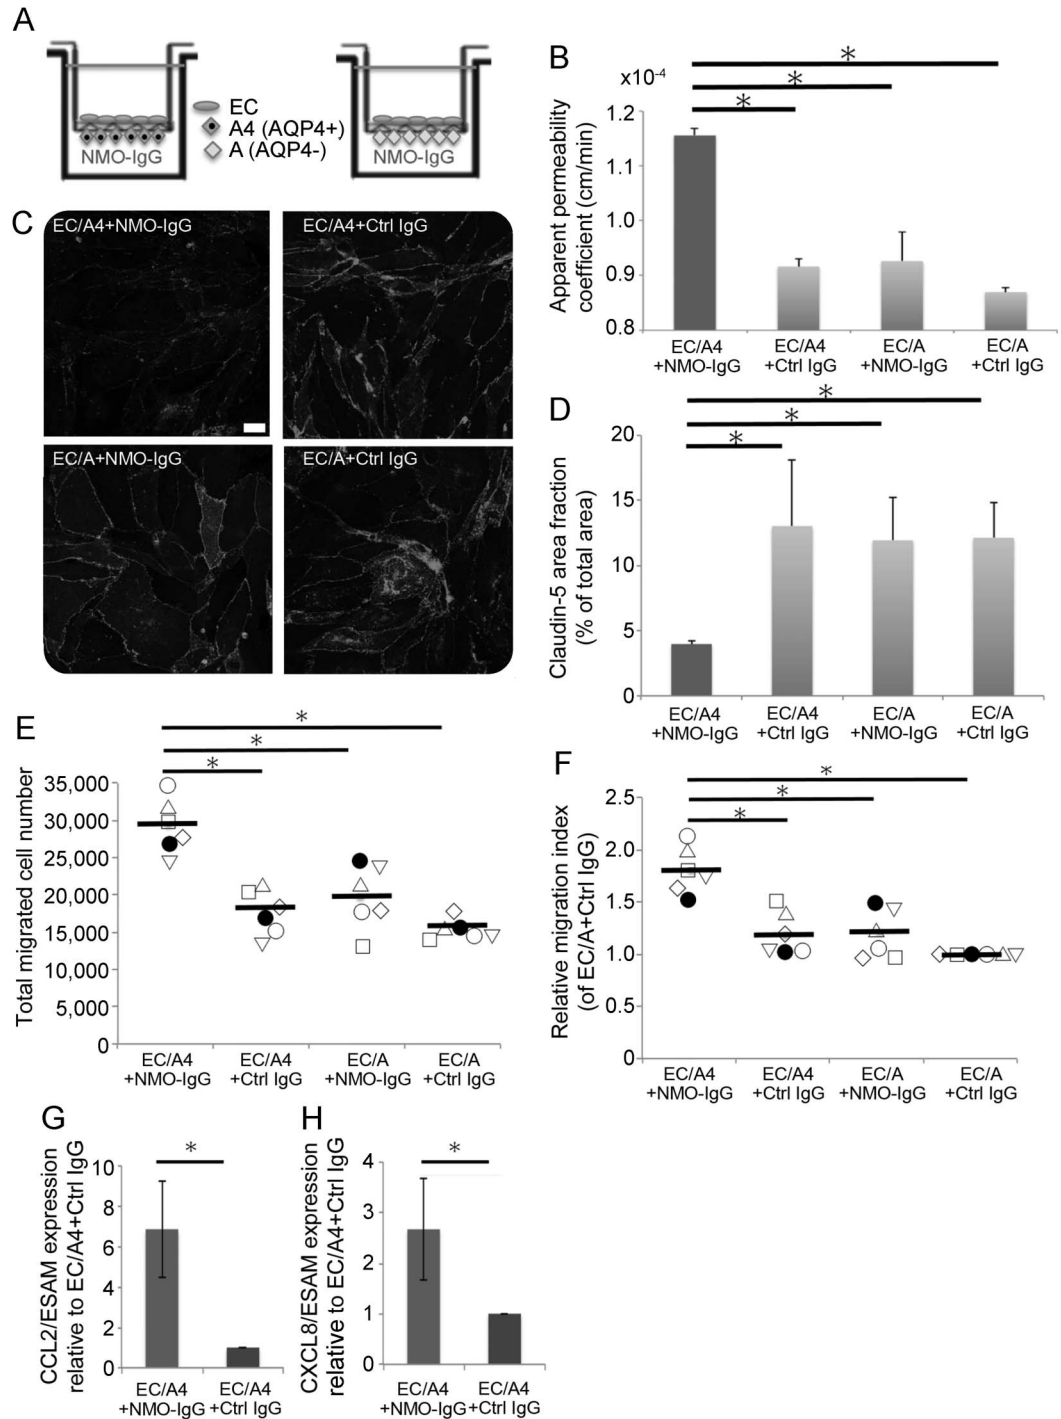 A
EC
A4 (AQP4+)
A (AQP4-)
NMO-IgG
NMO-IgG
B
x10-4
*
*
*
Apparent permeability
coefficient (cm/min)
1.2
1.1
1.0
0.9
0.8
EC/A4
+NMO-IgG
EC/A4
+Ctrl IgG
EC/A
+NMO-IgG
EC/A
+Ctrl IgG
C
EC/A4+NMO-IgG
EC/A4+Ctrl IgG
EC/A+NMO-IgG
EC/A+Ctrl IgG
D
*
*
*
Claudin-5 area fraction
(% of total area)
20
15
10
5
0
EC/A4
+NMO-IgG
EC/A4
+Ctrl IgG
EC/A
+NMO-IgG
EC/A
+Ctrl IgG
E
*
*
*
Total migrated cell number
35,000
30,000
25,000
20,000
15,000
10,000
5,000
0
EC/A4
+NMO-IgG
EC/A4
+Ctrl IgG
EC/A
+NMO-IgG
EC/A
+Ctrl IgG
F
*
*
*
Relative migration index
(of EC/A+Ctrl IgG)
2.5
2.0
1.5
1.0
0.5
0
EC/A4
+NMO-IgG
EC/A4
+Ctrl IgG
EC/A
+NMO-IgG
EC/A
+Ctrl IgG
G
*
CCL2/ESAM expression
relative to EC/A4+Ctrl IgG
10
8
6
4
2
0
EC/A4
+NMO-IgG
EC/A4
+Ctrl IgG
H
*
CXCL8/ESAM expression
relative to EC/A4+Ctrl IgG
4
3
2
1
0
EC/A4
+NMO-IgG
EC/A4
+Ctrl IgG